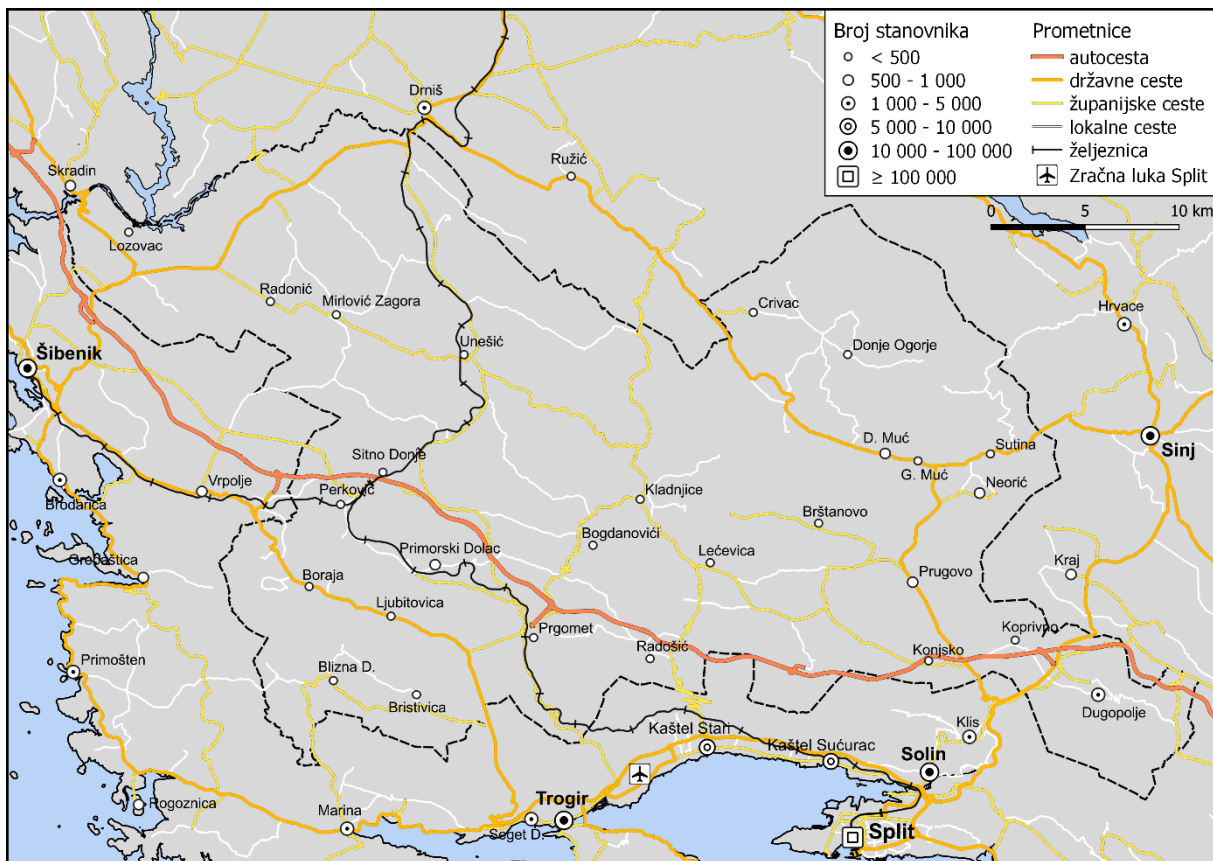 Broj stanovnika
< 500
500 - 1 000
1 000 - 5 000
5 000 - 10 000
10 000 - 100 000
≥ 100 000
Prometnice
autocesta
državne ceste
županijske ceste
lokalne ceste
željeznica
Zračna luka Split
0 5 10 km
Drniš
Ružić
Skradin
Lozovac
Radonić
Mirlović Zagora
Crivac
Hrvace
Unešić
Donje Ogorje
Šibenik
D. Muć
G. Muć
Sutina
Sinj
Sitno Donje
Vrpolje
Perković
Neorić
Brodarica
Kladnjice
Brštanovo
Bogdanovići
Primorski Dolac
Lećevica
Grebaštica
Boraja
Prugovo
Kraj
Ljubitovica
Prgomet
Koprivno
Radošić
Konjsko
Primošten
Blizna D.
Bristivica
Dugopolje
Kaštel Stari
Klis
Kaštel Sućurac
Solin
Rogoznica
Marina
Trogir
Seget D.
Split